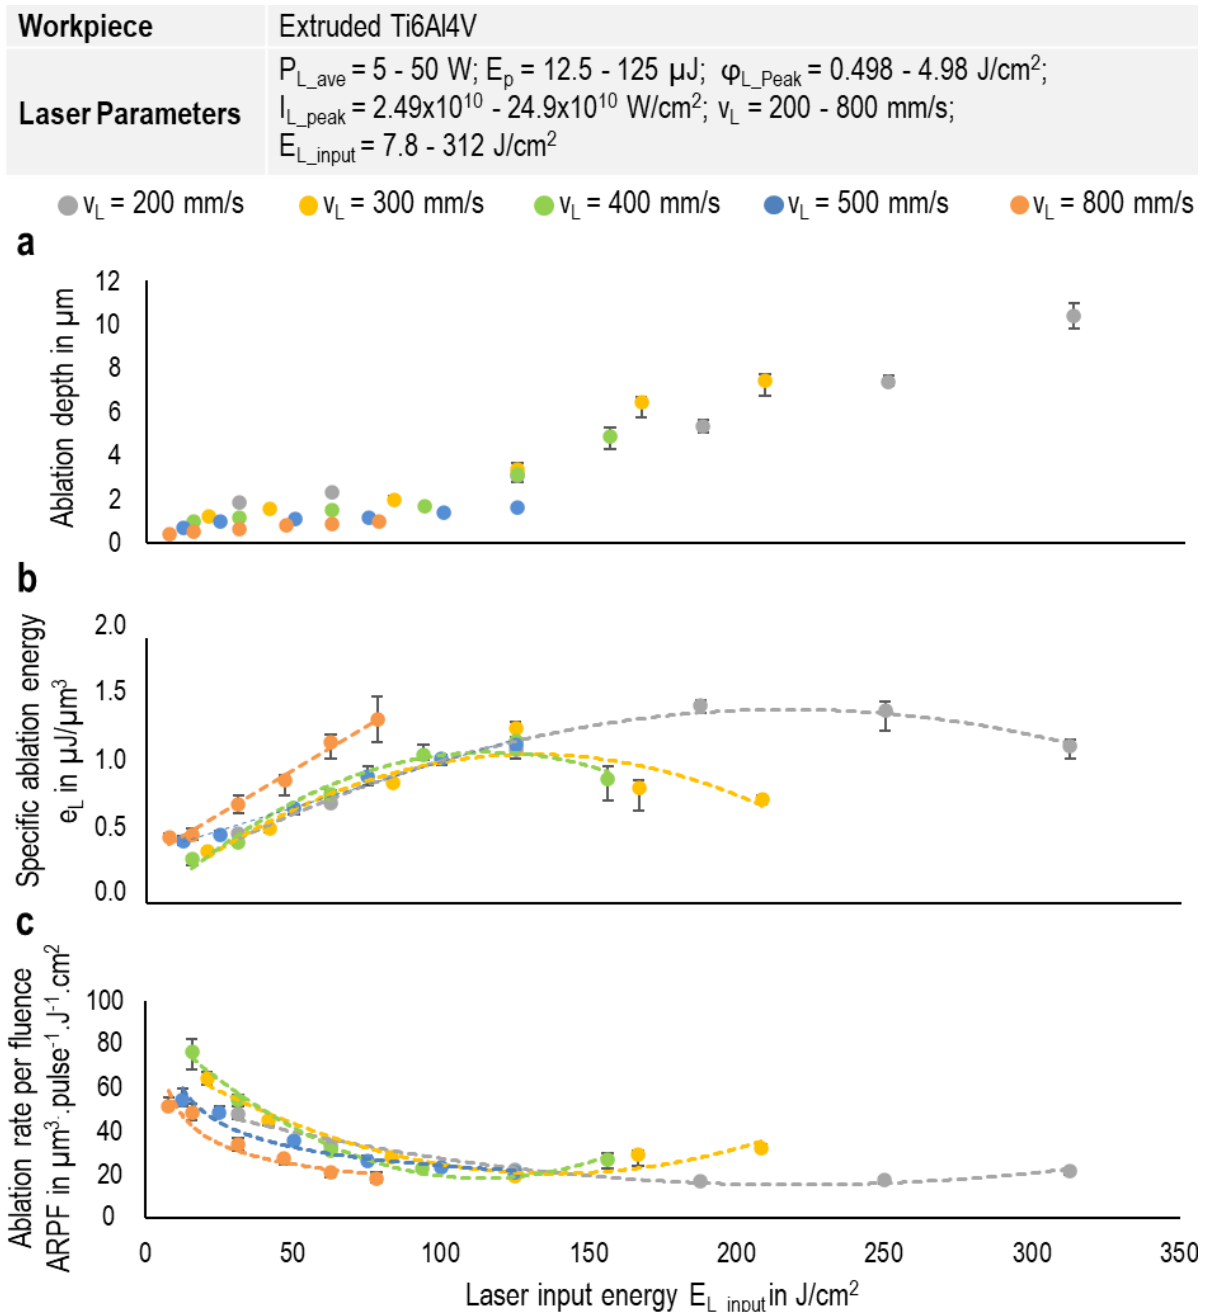 Workpiece
Extruded Ti6Al4V
Laser Parameters
P_L_ave = 5 - 50 W; E_p = 12.5 - 125 µJ; φ_L_Peak = 0.498 - 4.98 J/cm²;
I_L_peak = 2.49x10¹⁰ - 24.9x10¹⁰ W/cm²; v_L = 200 - 800 mm/s;
E_L_input = 7.8 - 312 J/cm²
v_L = 200 mm/s
v_L = 300 mm/s
v_L = 400 mm/s
v_L = 500 mm/s
v_L = 800 mm/s
a
Ablation depth in µm
12
10
8
6
4
2
0
b
Specific ablation energy
e_L in µJ/µm³
2.0
1.5
1.0
0.5
0.0
c
Ablation rate per fluence
ARPF in µm³·pulse⁻¹.J⁻¹.cm²
100
80
60
40
20
0
0 50 100 150 200 250 300 350
Laser input energy E_L_input in J/cm²